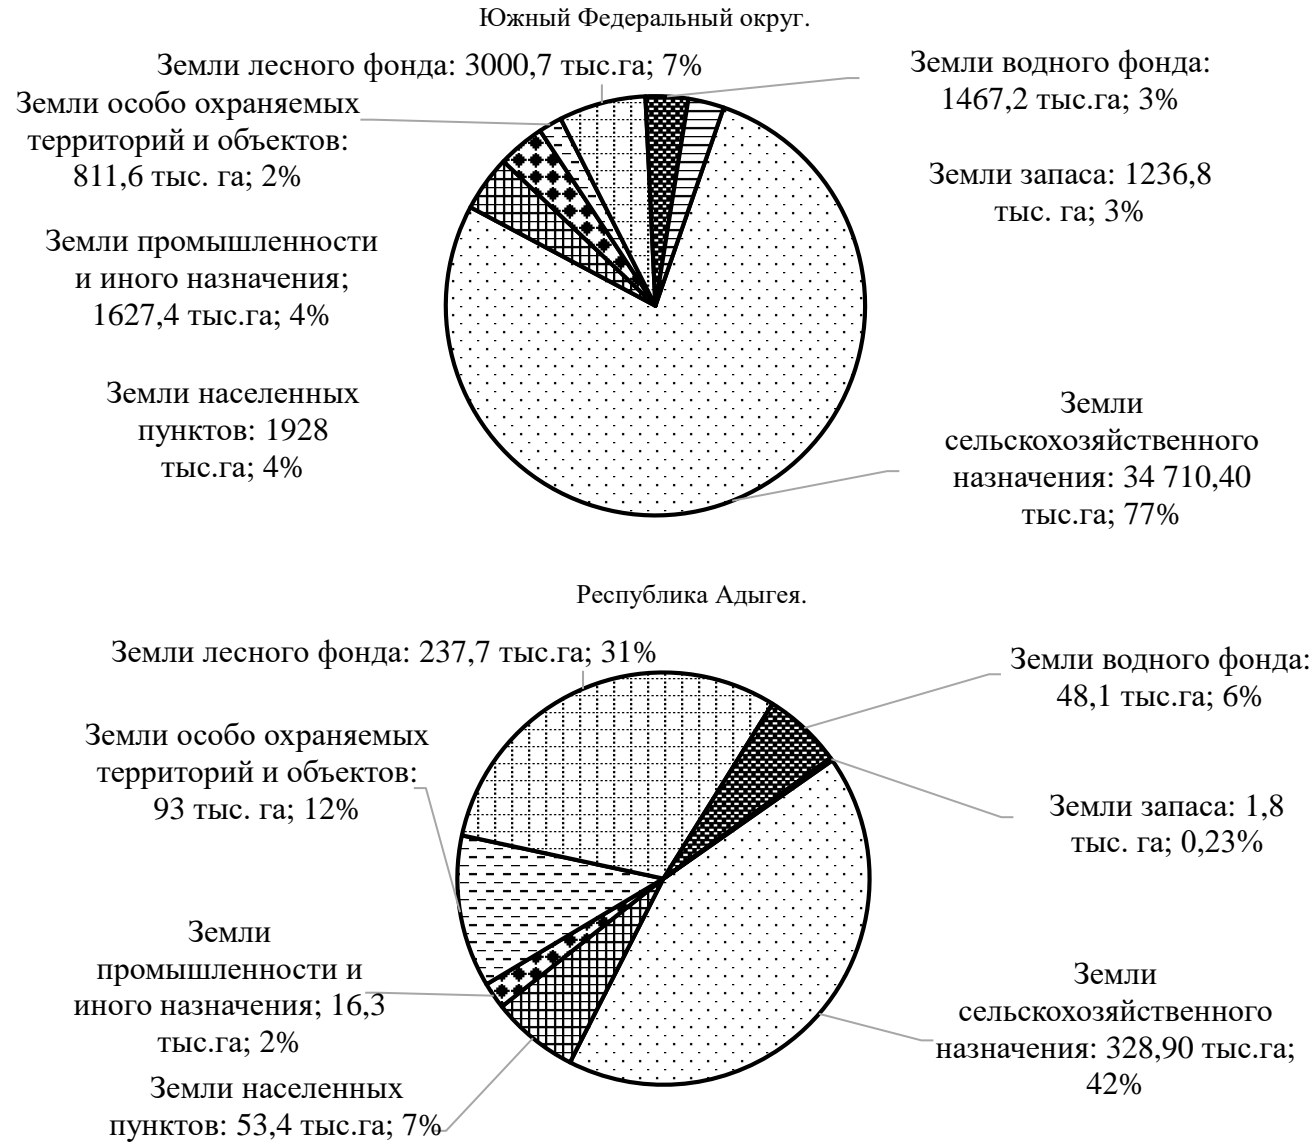 Южный Федеральный округ.
Земли лесного фонда: 3000,7 тыс.га; 7%
Земли водного фонда:
1467,2 тыс.га; 3%
Земли особо охраняемых
территорий и объектов:
811,6 тыс. га; 2%
Земли запаса: 1236,8
тыс. га; 3%
Земли промышленности
и иного назначения;
1627,4 тыс.га; 4%
Земли населенных
пунктов: 1928
тыс.га; 4%
Земли
сельскохозяйственного
назначения: 34 710,40
тыс.га; 77%
Республика Адыгея.
Земли лесного фонда: 237,7 тыс.га; 31%
Земли водного фонда:
48,1 тыс.га; 6%
Земли особо охраняемых
территорий и объектов:
93 тыс. га; 12%
Земли запаса: 1,8
тыс. га; 0,23%
Земли
промышленности и
иного назначения; 16,3
тыс.га; 2%
Земли
сельскохозяйственного
назначения: 328,90 тыс.га;
42%
Земли населенных
пунктов: 53,4 тыс.га; 7%